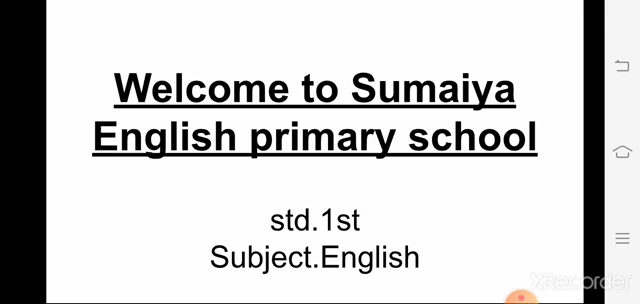 Welcome to Sumaiya
English primary school
std.1st
Subject.English
XRecorder